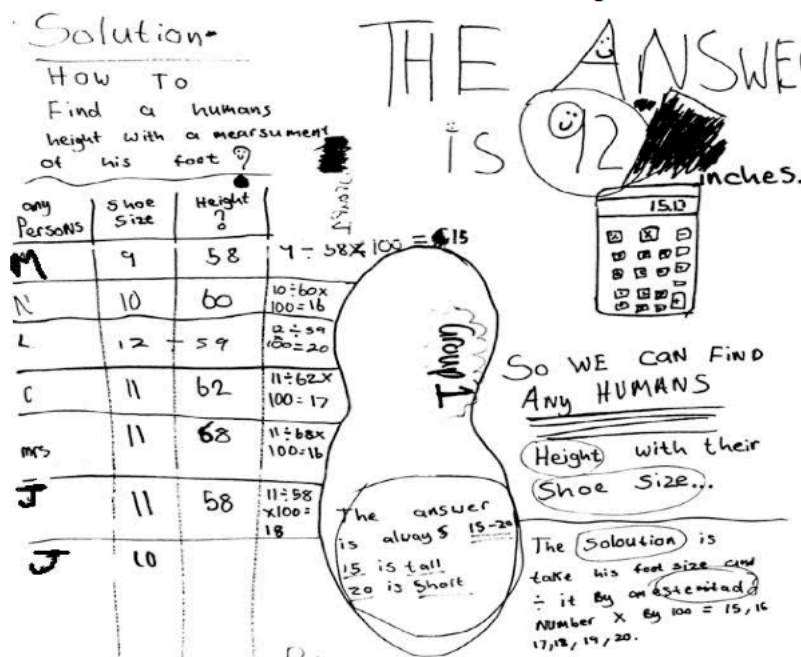 Solution
HOW TO
Find a humans
height with a mearsument
of his foot ?
any Persons | Shoe Size | Height ?
M | 9 | 58 | 9 ÷ 58 x 100 = 15
N | 10 | 60 | 10 ÷ 60 x 100 = 16
L | 12 | 59 | 12 ÷ 59 100 = 20
C | 11 | 62 | 11 ÷ 62 x 100 = 17
mrs | 11 | 68 | 11 ÷ 68 x 100 = 16
J | 11 | 58 | 11 ÷ 58 x 100 = 18
J | 10
Group 1
The answer
is always 15-20
15 is tall
20 is short
THE ANSWE
is 92
inches.
15.0
SO WE CAN FIND
Any HUMANS
Height with their
Shoe Size...
The Soloution is
take his foot size and
÷ it By an
Number x By 100 = 15, 16
17, 18, 19, 20.